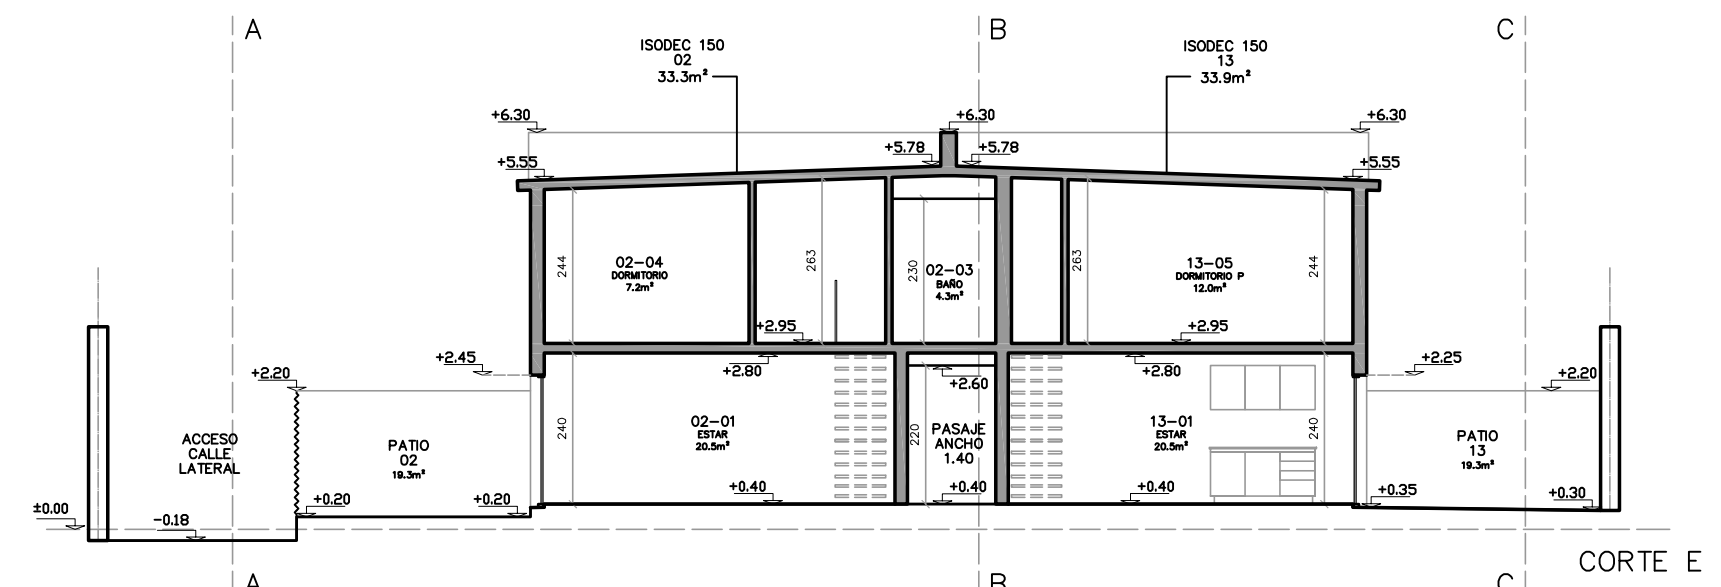 A
B
C
ISODEC 150
02
33.3m²
ISODEC 150
13
33.9m²
+6.30
+6.30
+6.30
+5.55
+5.78
+5.78
+5.55
244
02-04
DORMITORIO
7.2m²
263
230
02-03
BAÑO
4.3m²
263
13-05
DORMITORIO P
12.0m²
244
+2.95
+2.95
+2.45
+2.80
+2.60
+2.80
+2.25
+2.20
+2.20
ACCESO
CALLE
LATERAL
PATIO
02
19.3m²
240
02-01
ESTAR
20.5m²
220
PASAJE
ANCHO
1.40
13-01
ESTAR
20.5m²
240
PATIO
13
19.3m²
±0.00
-0.18
+0.20
+0.20
+0.40
+0.40
+0.40
+0.35
+0.30
CORTE E
A
B
C